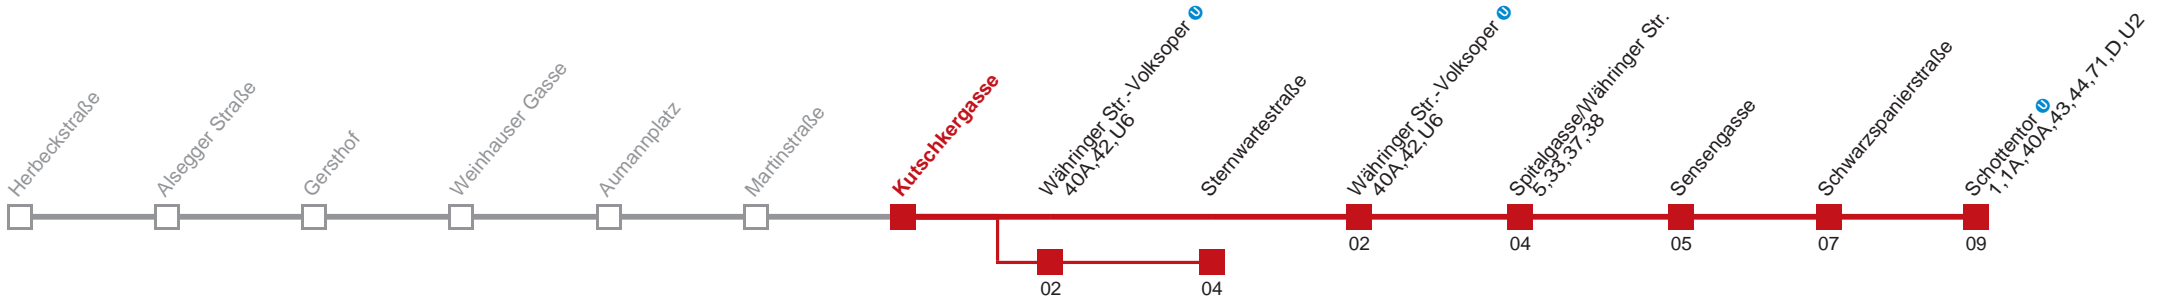 Herbeckstraße
Alsegger Straße
Gersthof
Weinhauser Gasse
Aumannplatz
Martinstraße
Kutschkergasse
Währinger Str.-Volksoper U
40A,42,U6
Sternwartestraße
Währinger Str.-Volksoper U
40A,42,U6
Spitalgasse/Währinger Str.
5,33,37,38
Sensengasse
Schwarzspanierstraße
Schottentor U
1,1A,40A,43,44,71,D,U2
02
04
05
07
09
02
04